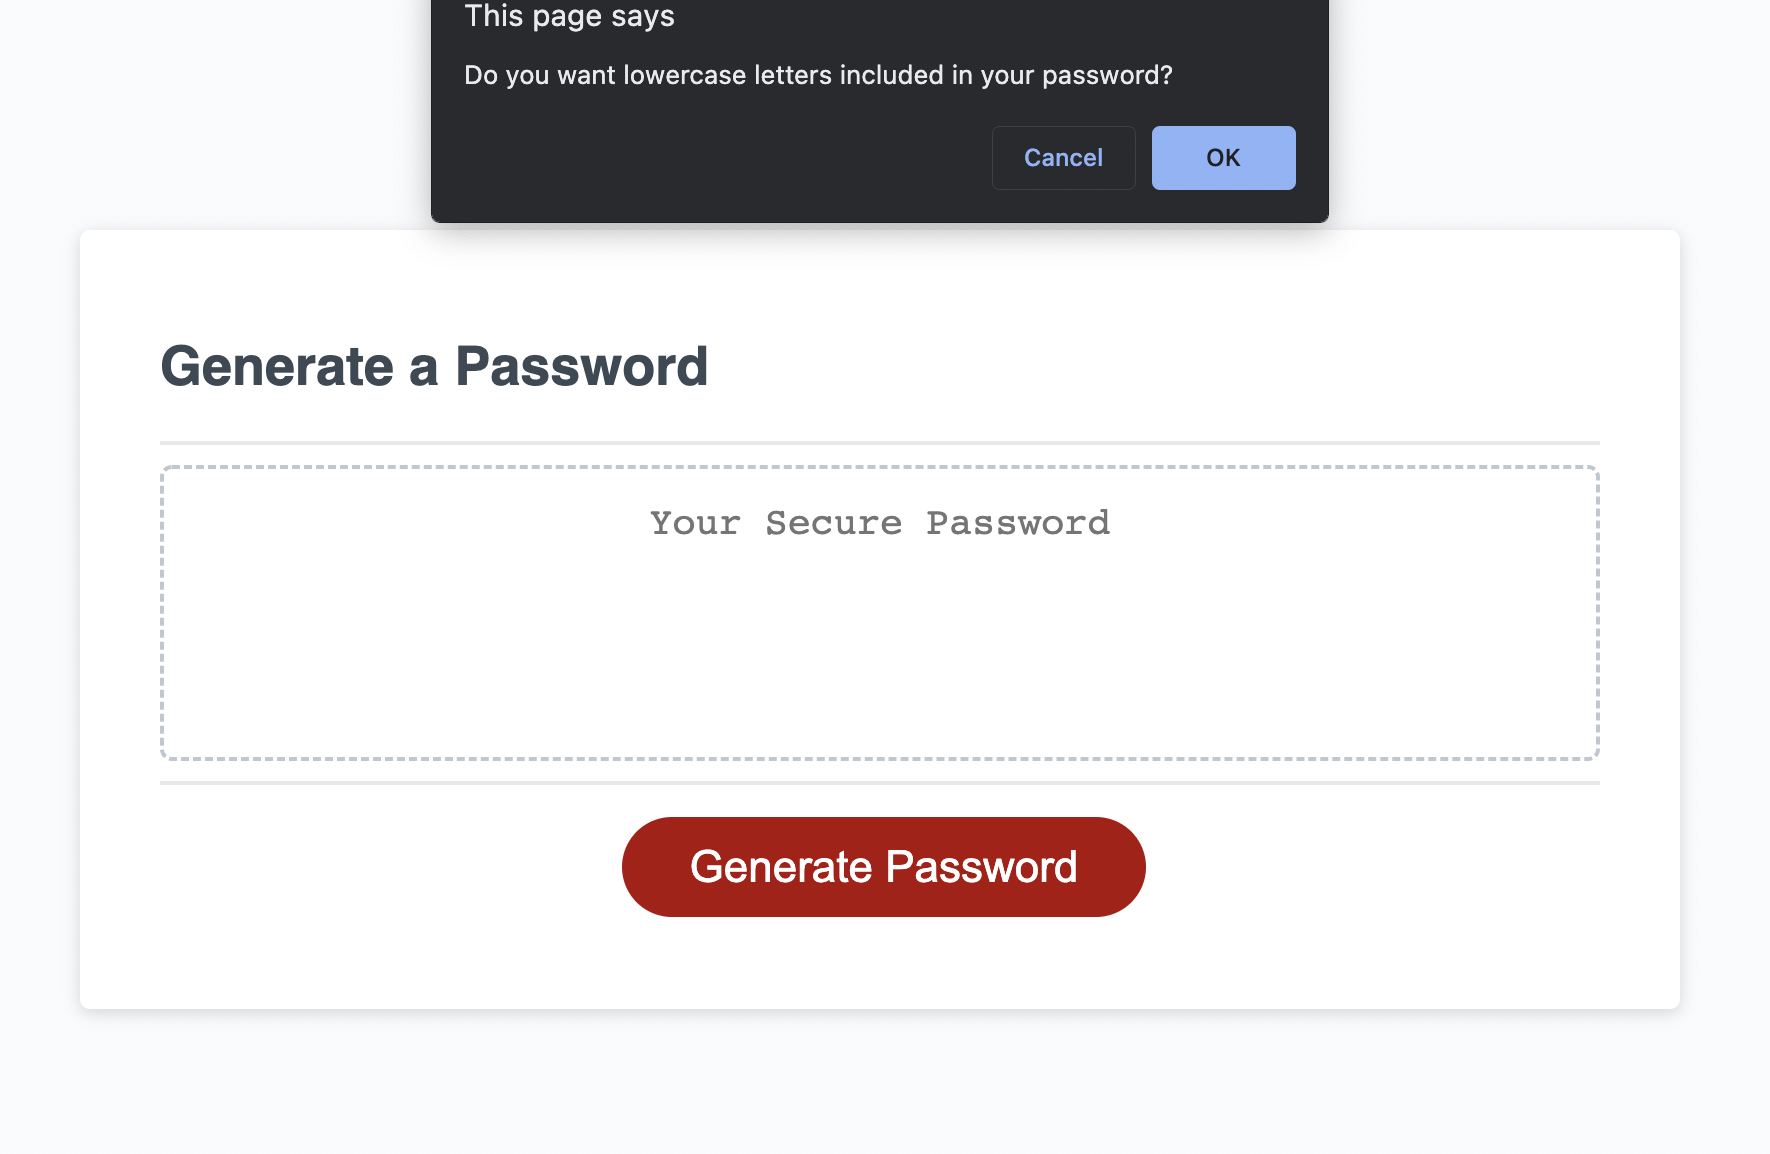 This page says
Do you want lowercase letters included in your password?
Cancel
OK
Generate a Password
Your Secure Password
Generate Password